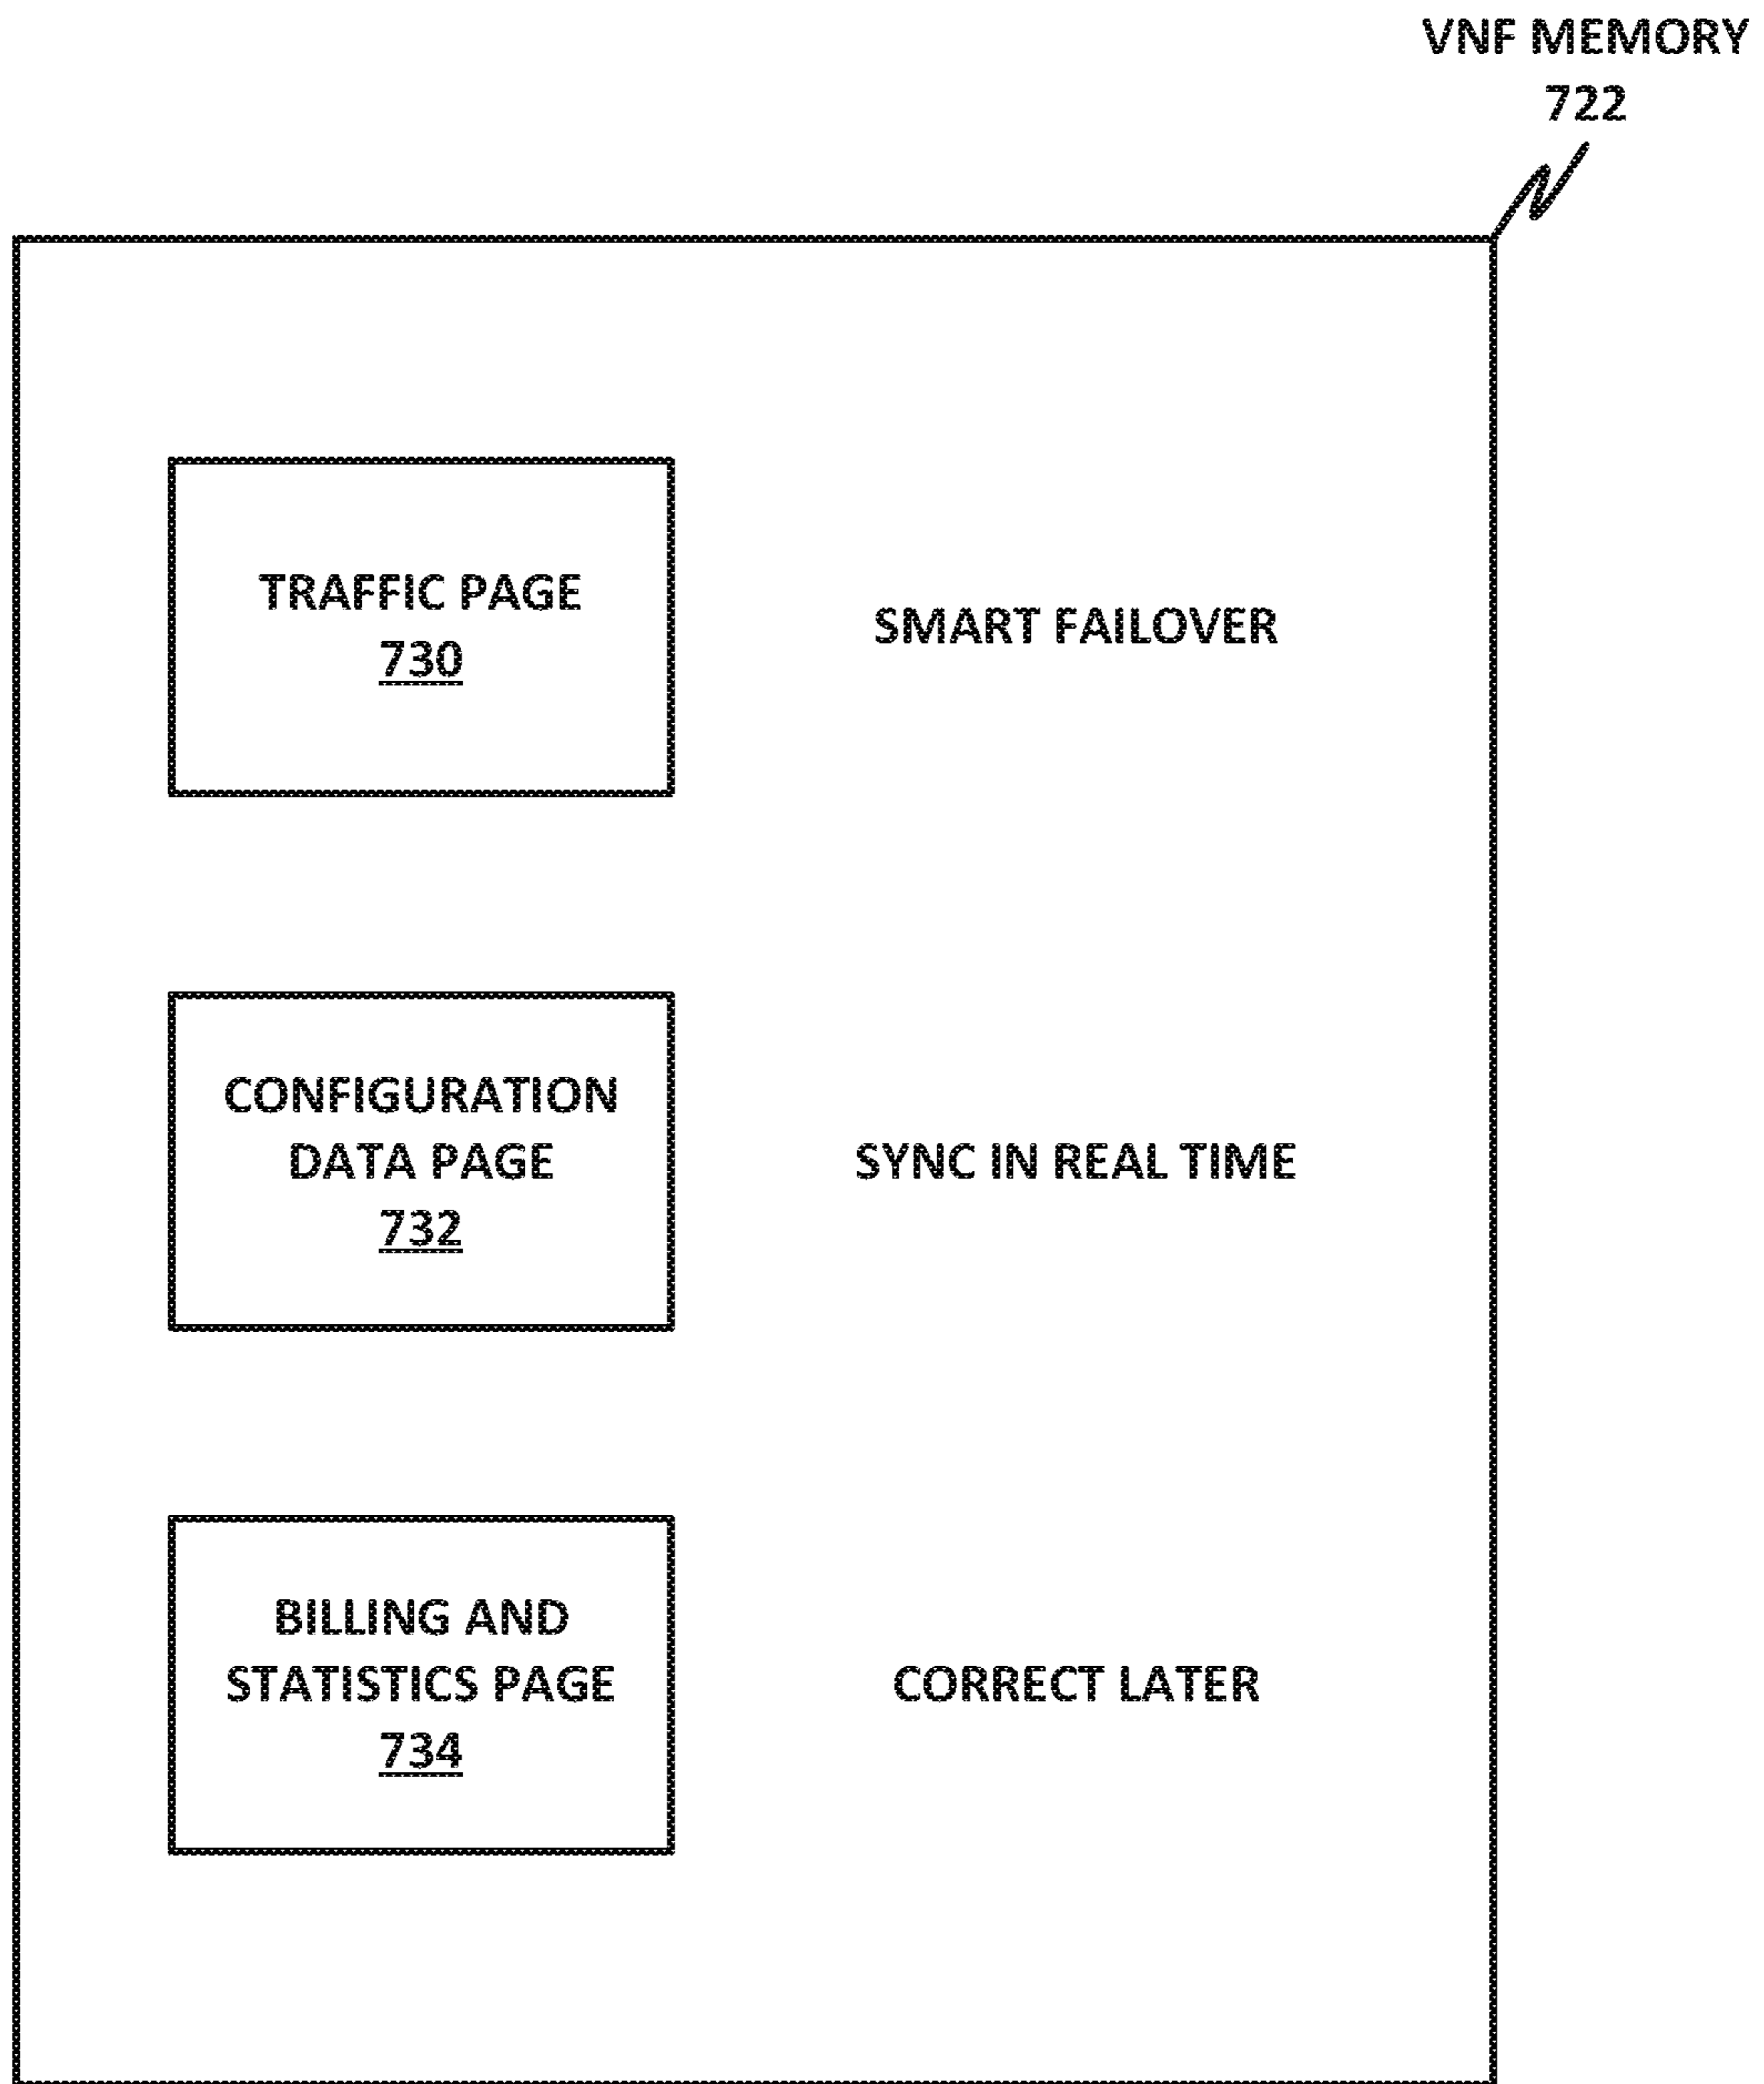 VNF MEMORY
722
TRAFFIC PAGE
730
SMART FAILOVER
CONFIGURATION
DATA PAGE
732
SYNC IN REAL TIME
BILLING AND
STATISTICS PAGE
734
CORRECT LATER